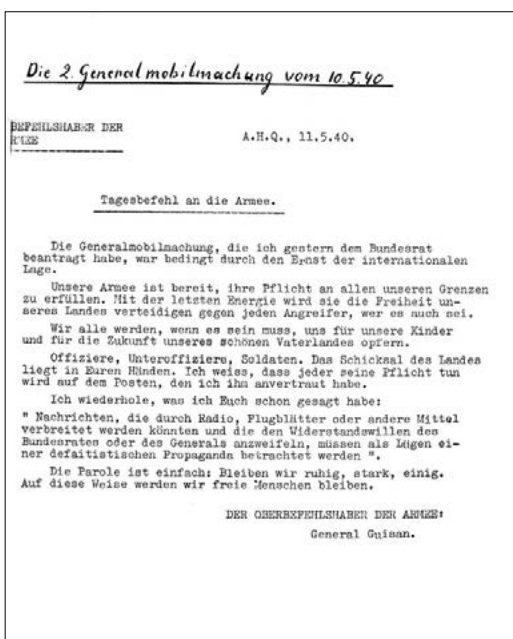 Die 2. Generalmobilmachung vom 10.5.40
BEFEHLSHABER DER
RMEE
A.H.Q., 11.5.40.
Tagesbefehl an die Armee.
Die Generalmobilmachung, die ich gestern dem Bundesrat
beantragt habe, war bedingt durch den Ernst der internationalen
Lage.
Unsere Armee ist bereit, ihre Pflicht an allen unseren Grenzen
zu erfüllen. Mit der letzten Energie wird sie die Freiheit un-
seres Landes verteidigen gegen jeden Angreifer, wer es auch sei.
Wir alle werden, wenn es sein muss, uns für unsere Kinder
und für die Zukunft unseres schönen Vaterlandes opfern.
Offiziere, Unteroffiziere, Soldaten. Das Schicksal des Landes
liegt in Euren Händen. Ich weiss, dass jeder seine Pflicht tun
wird auf dem Posten, den ich ihm anvertraut habe.
Ich wiederhole, was ich Euch schon gesagt habe:
" Nachrichten, die durch Radio, Flugblätter oder andere Mittel
verbreitet werden könnten und die den Widerstandswillen des
Bundesrates oder des Generals anzweifeln, müssen als Lügen ei-
ner defaitistischen Propaganda betrachtet werden ".
Die Parole ist einfach: Bleiben wir ruhig, stark, einig.
Auf diese Weise werden wir freie Menschen bleiben.
DER OBERBEFEHLSHABER DER ARMEE:
General Guisan.